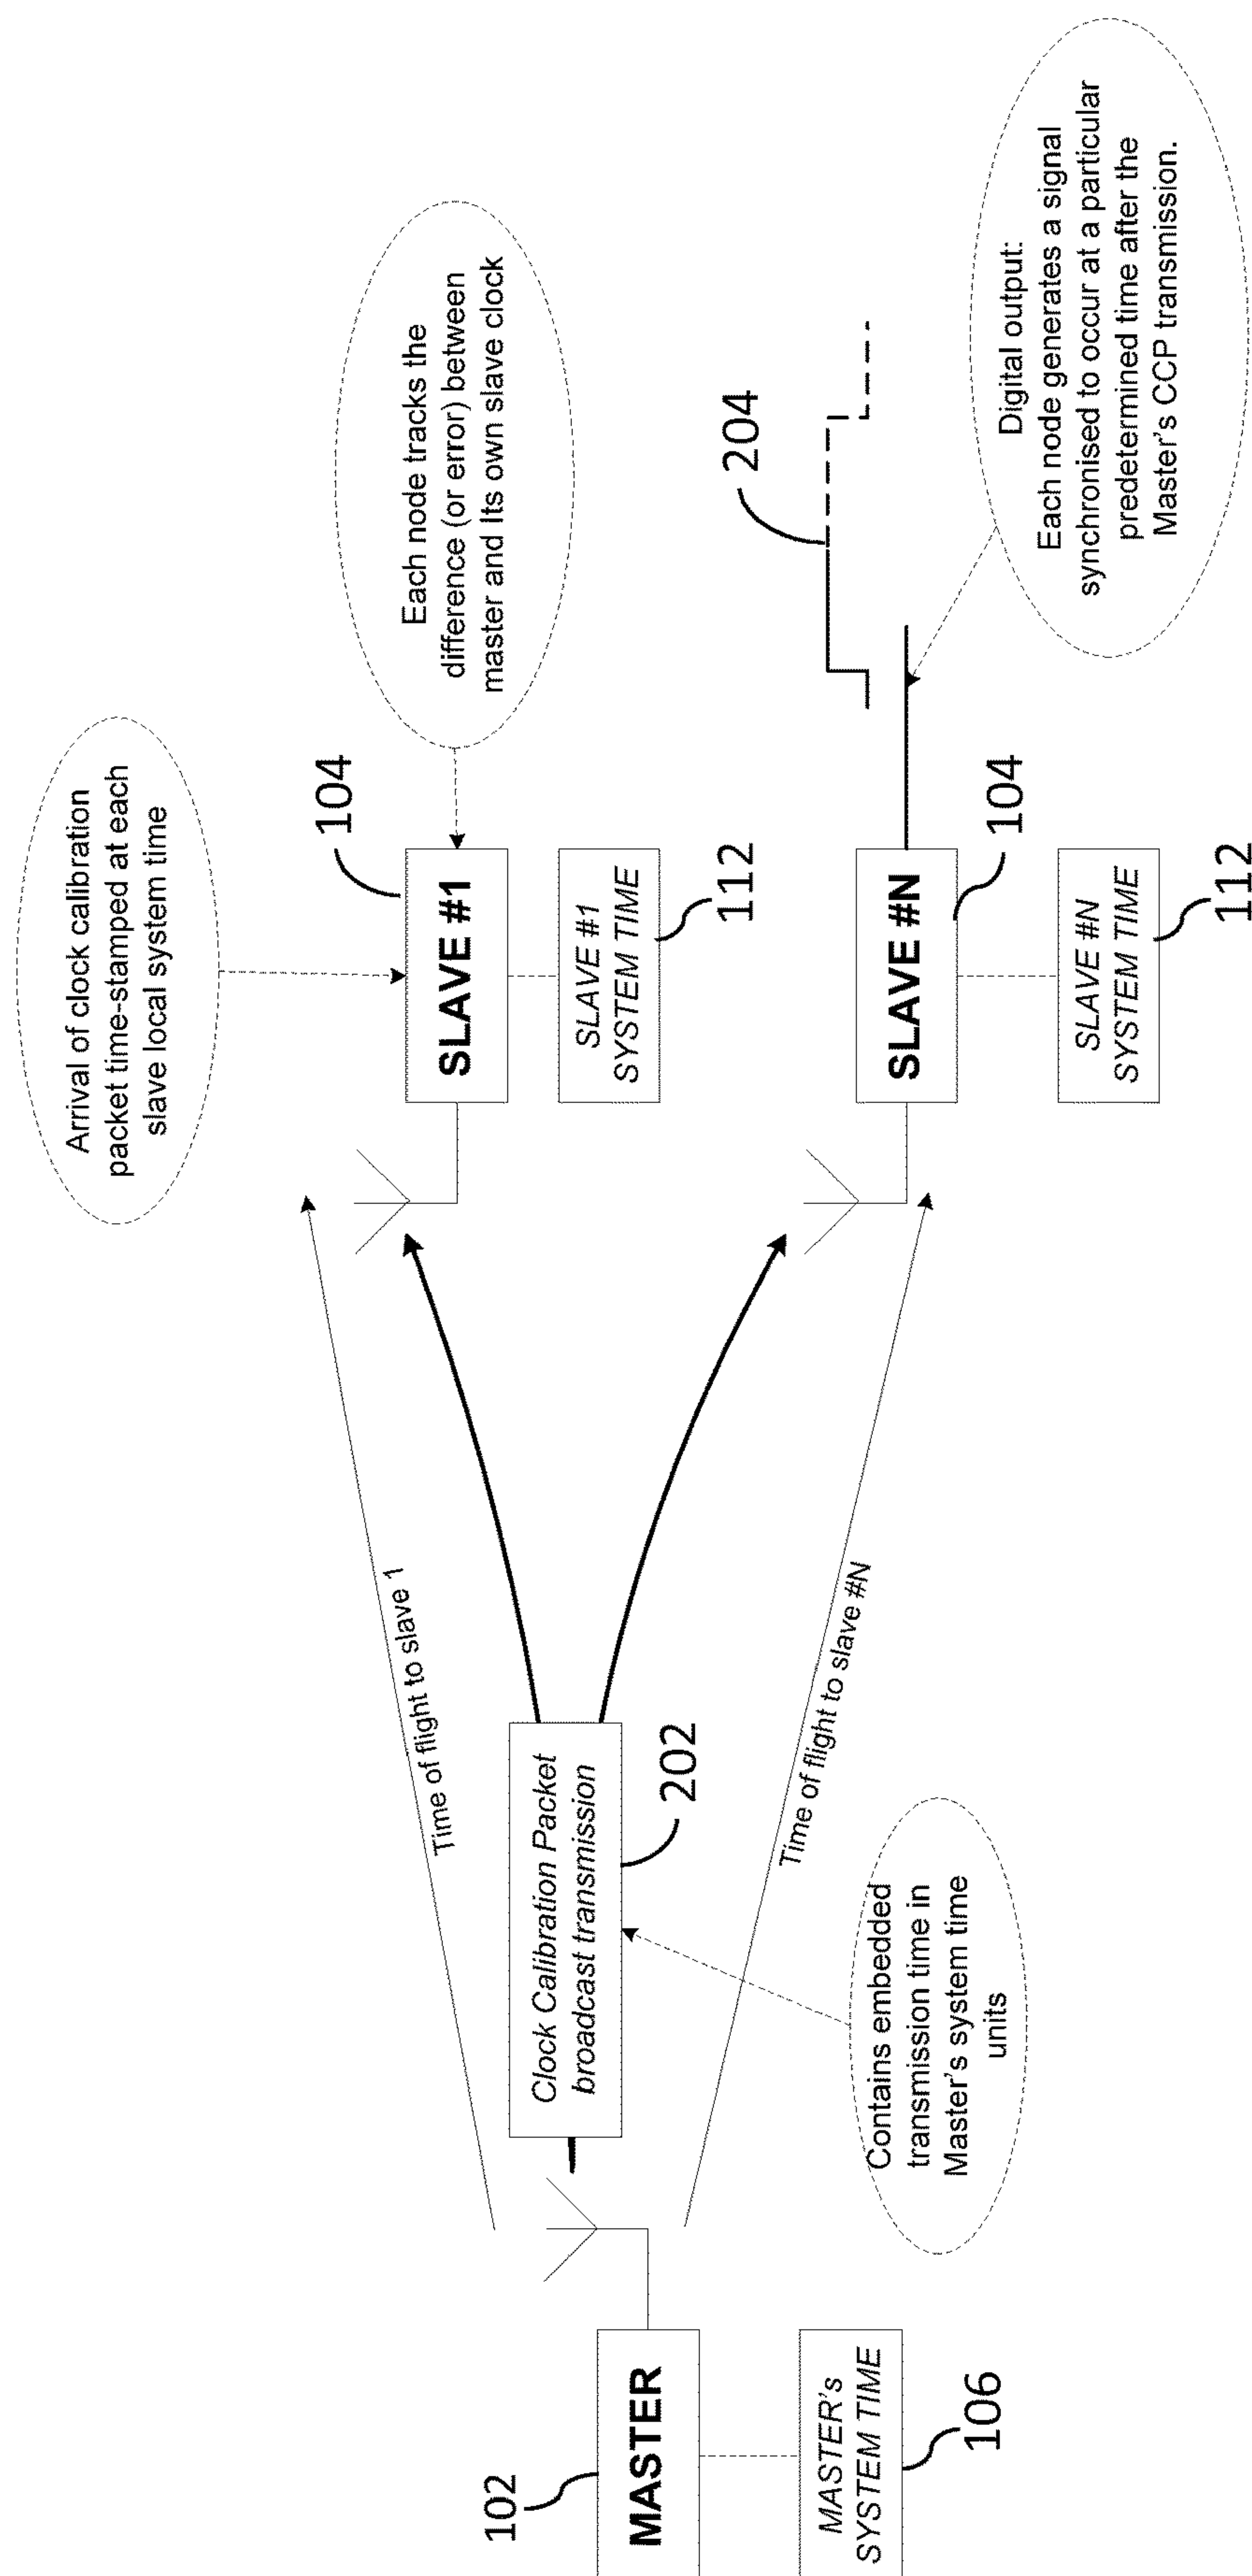 102
MASTER
MASTER's
SYSTEM TIME
106
Time of flight to slave 1
Clock Calibration Packet
broadcast transmission
202
Time of flight to slave #N
Contains embedded
transmission time in
Master's system time
units
Arrival of clock calibration
packet time-stamped at each
slave local system time
104
SLAVE #1
SLAVE #1
SYSTEM TIME
112
Each node tracks the
difference (or error) between
master and Its own slave clock
204
SLAVE #N
104
SLAVE #N
SYSTEM TIME
112
Digital output:
Each node generates a signal
synchronised to occur at a particular
predetermined time after the
Master's CCP transmission.